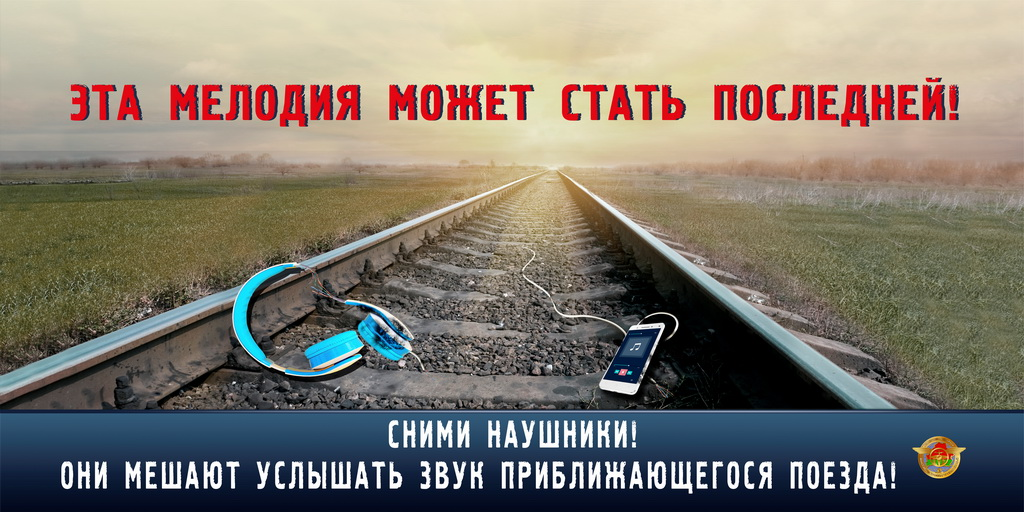 ЭТА МЕЛОДИЯ МОЖЕТ СТАТЬ ПОСЛЕДНЕЙ!
СНИМИ НАУШНИКИ!
ОНИ МЕШАЮТ УСЛЫШАТЬ ЗВУК ПРИБЛИЖАЮЩЕГОСЯ ПОЕЗДА!